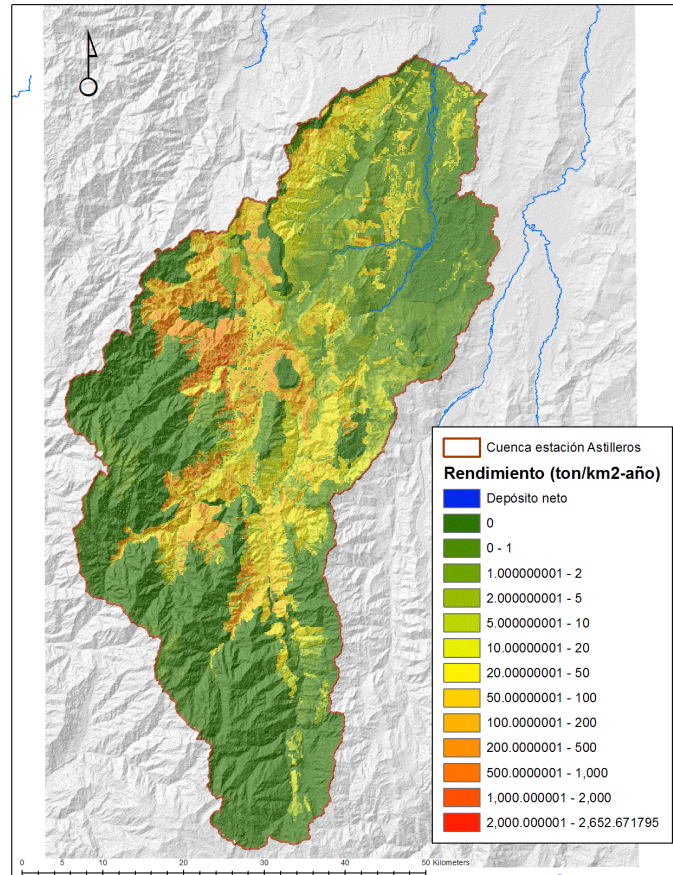 Cuenca estación Astilleros
Rendimiento (ton/km2-año)
Depósito neto
0
0 - 1
1.000000001 - 2
2.000000001 - 5
5.00000001 - 10
10.00000001 - 20
20.00000001 - 50
50.00000001 - 100
100.0000001 - 200
200.0000001 - 500
500.0000001 - 1,000
1,000.000001 - 2,000
2,000.000001 - 2,652.671795
0 5 10 20 30 40 50 Kilometers